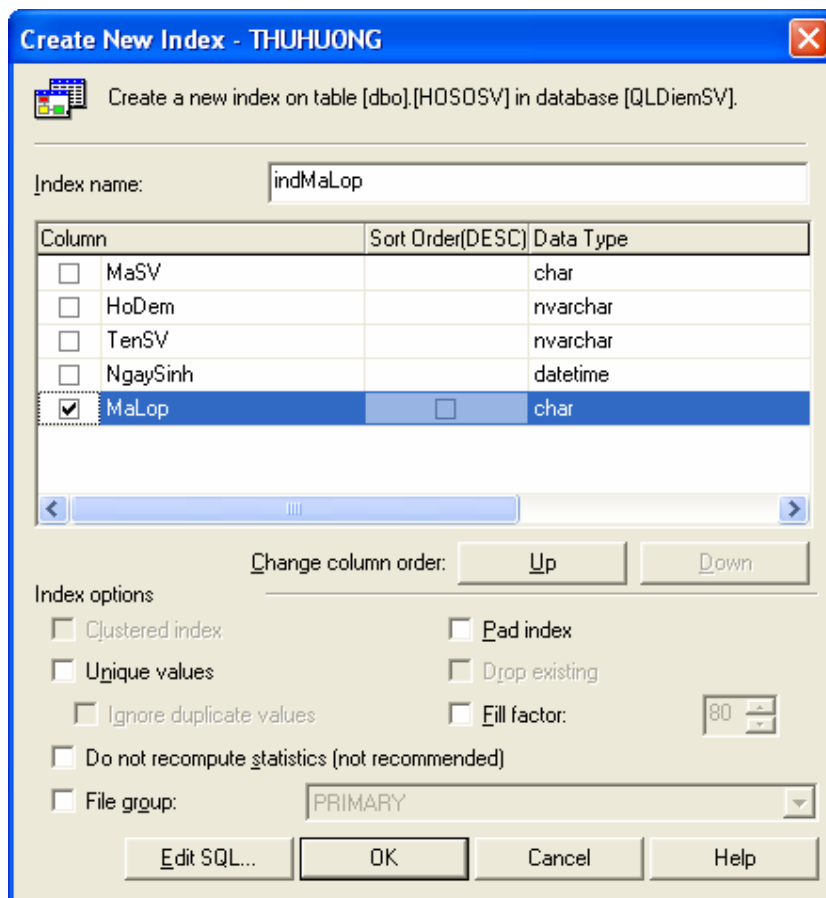 Create New Index - THUHUONG
Create a new index on table [dbo].[HOSOSV] in database [QLDiemSV].
Index name: indMaLop
Column Sort Order(DESC) Data Type
MaSV char
HoDem nvarchar
TenSV nvarchar
NgaySinh datetime
MaLop char
Change column order: Up Down
Index options
Clustered index Pad index
Unique values Drop existing
Ignore duplicate values Fill factor: 80
Do not recompute statistics (not recommended)
File group: PRIMARY
Edit SQL... OK Cancel Help